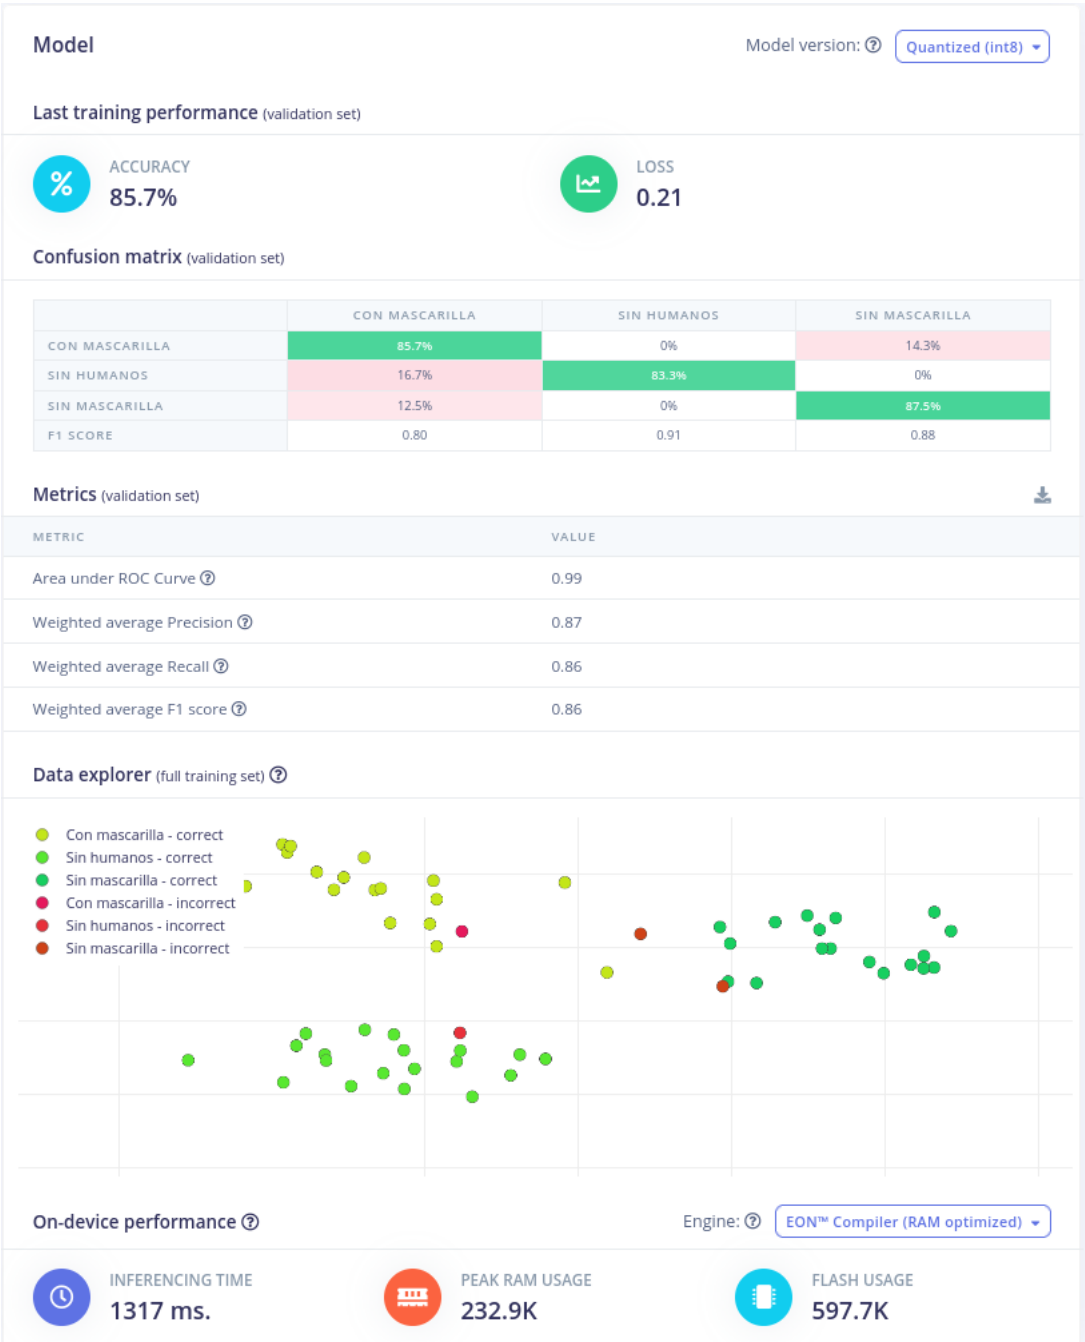 Model
Model version: Quantized (int8)
Last training performance (validation set)
ACCURACY
85.7%
LOSS
0.21
Confusion matrix (validation set)
CON MASCARILLA SIN HUMANOS SIN MASCARILLA
CON MASCARILLA 85.7% 0% 14.3%
SIN HUMANOS 16.7% 83.3% 0%
SIN MASCARILLA 12.5% 0% 87.5%
F1 SCORE 0.80 0.91 0.88
Metrics (validation set)
METRIC VALUE
Area under ROC Curve 0.99
Weighted average Precision 0.87
Weighted average Recall 0.86
Weighted average F1 score 0.86
Data explorer (full training set)
Con mascarilla - correct
Sin humanos - correct
Sin mascarilla - correct
Con mascarilla - incorrect
Sin humanos - incorrect
Sin mascarilla - incorrect
On-device performance
Engine: EON™ Compiler (RAM optimized)
INFERENCING TIME
1317 ms.
PEAK RAM USAGE
232.9K
FLASH USAGE
597.7K